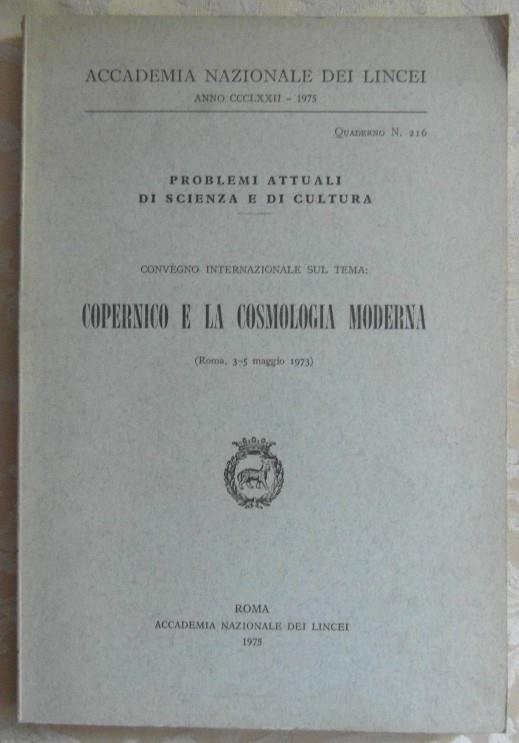 ACCADEMIA NAZIONALE DEI LINCEI
ANNO CCCLXXII - 1975
QUADERNO N. 216
PROBLEMI ATTUALI
DI SCIENZA E DI CULTURA
CONVEGNO INTERNAZIONALE SUL TEMA:
COPERNICO E LA COSMOLOGIA MODERNA
(Roma, 3-5 maggio 1973)
ROMA
ACCADEMIA NAZIONALE DEI LINCEI
1975